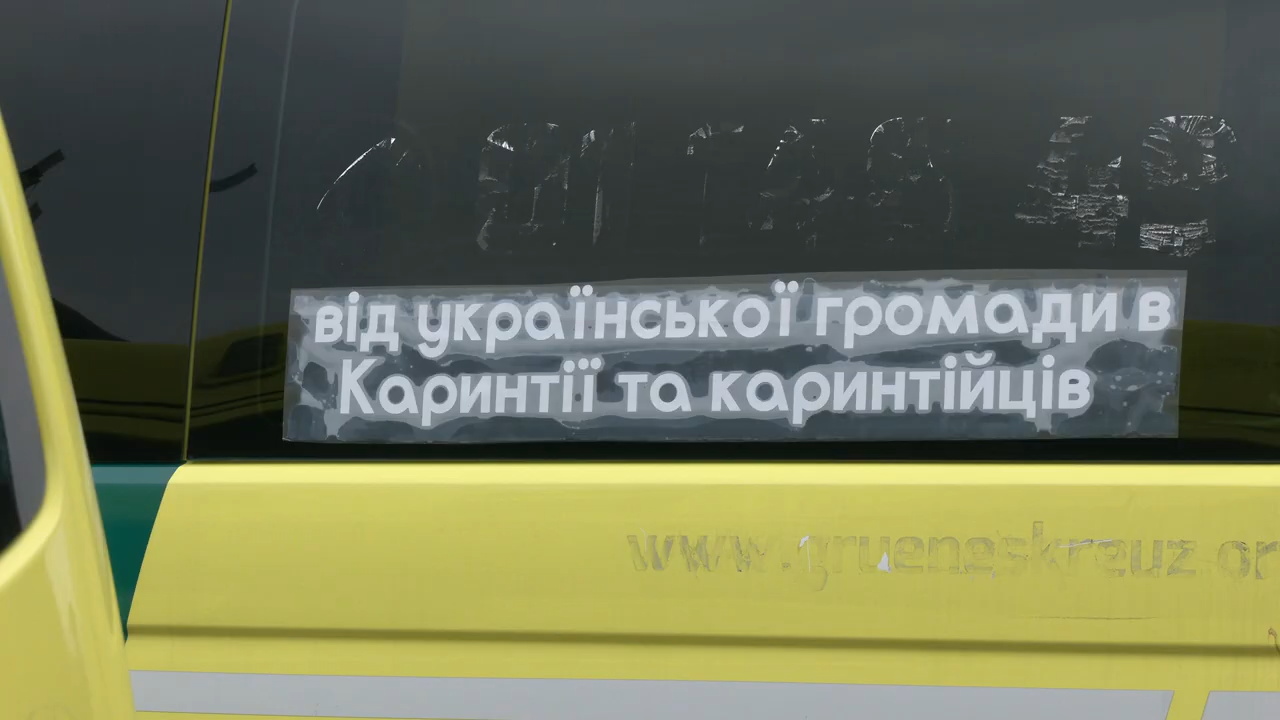 від української громади в
Каринтії та каринтійців
www.grueneskreuz.or